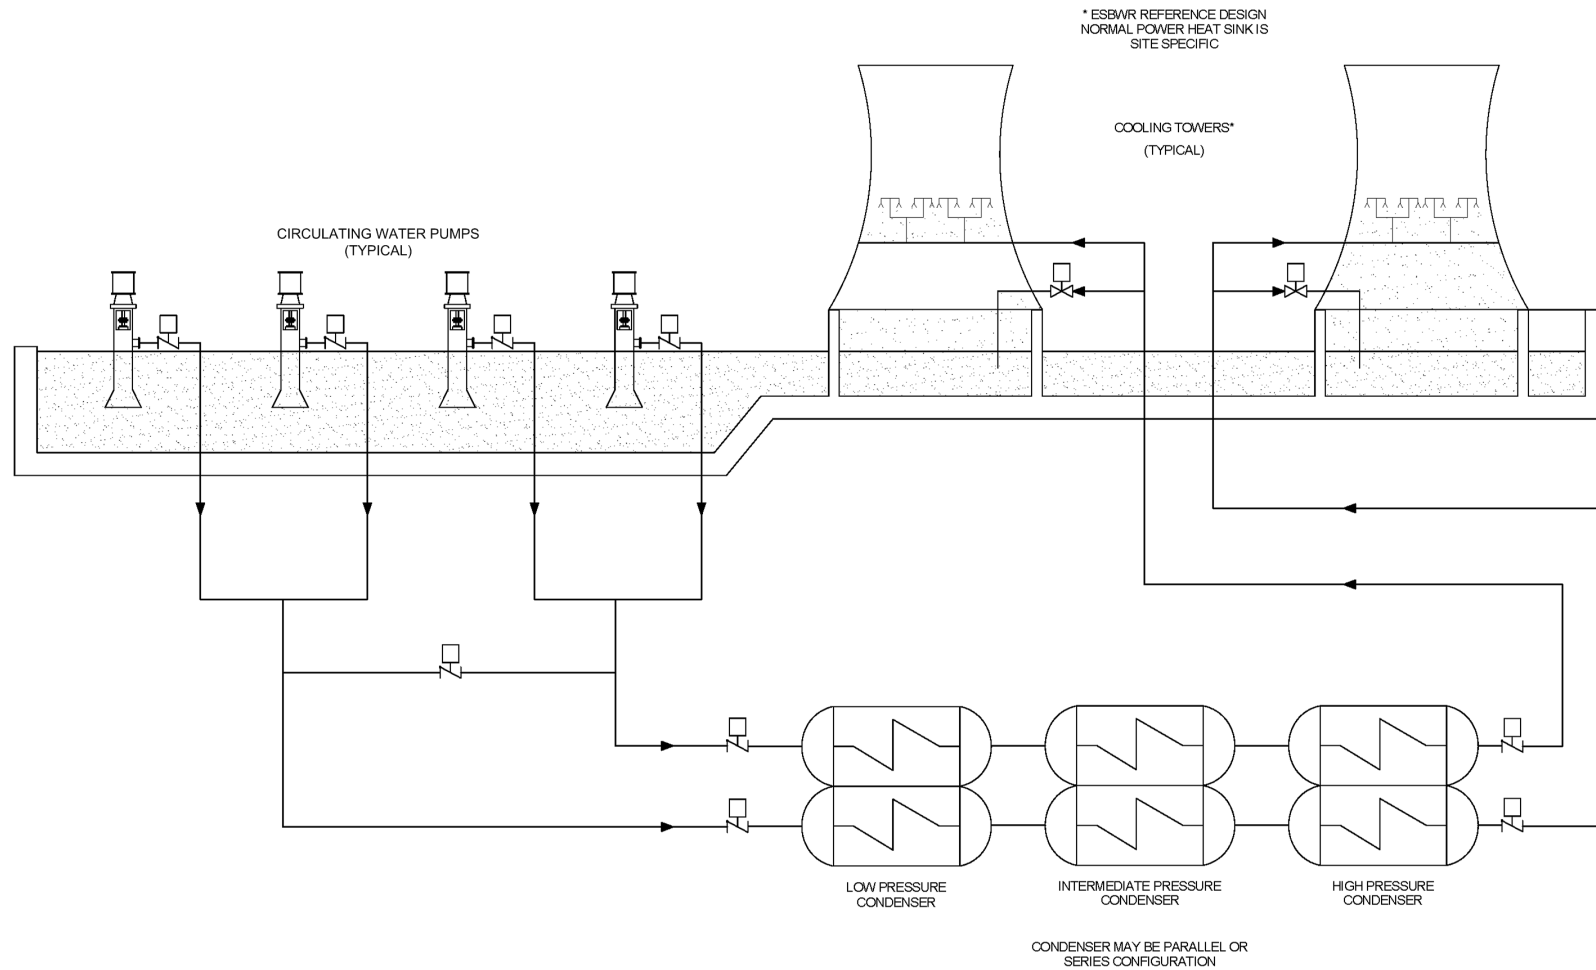 * ESBWR REFERENCE DESIGN
NORMAL POWER HEAT SINK IS
SITE SPECIFIC
COOLING TOWERS*
(TYPICAL)
CIRCULATING WATER PUMPS
(TYPICAL)
LOW PRESSURE
CONDENSER
INTERMEDIATE PRESSURE
CONDENSER
HIGH PRESSURE
CONDENSER
CONDENSER MAY BE PARALLEL OR
SERIES CONFIGURATION